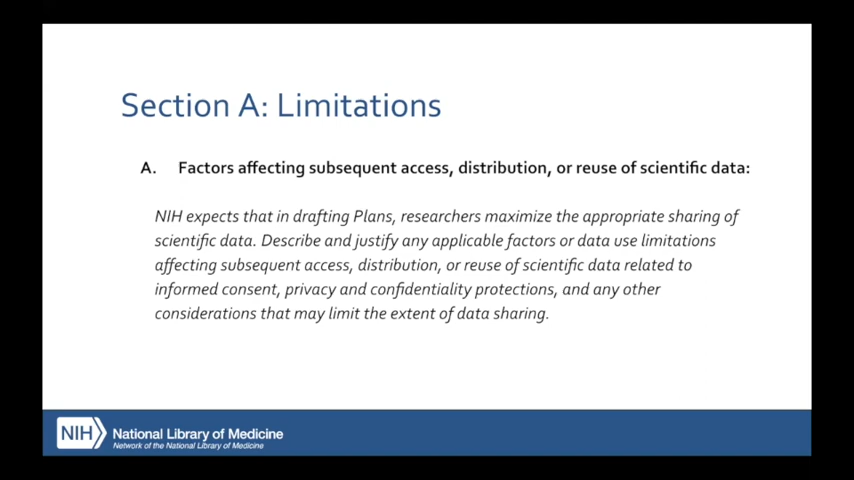 Section A: Limitations
A. Factors affecting subsequent access, distribution, or reuse of scientific data:
NIH expects that in drafting Plans, researchers maximize the appropriate sharing of
scientific data. Describe and justify any applicable factors or data use limitations
affecting subsequent access, distribution, or reuse of scientific data related to
informed consent, privacy and confidentiality protections, and any other
considerations that may limit the extent of data sharing.
NIH National Library of Medicine
Network of the National Library of Medicine